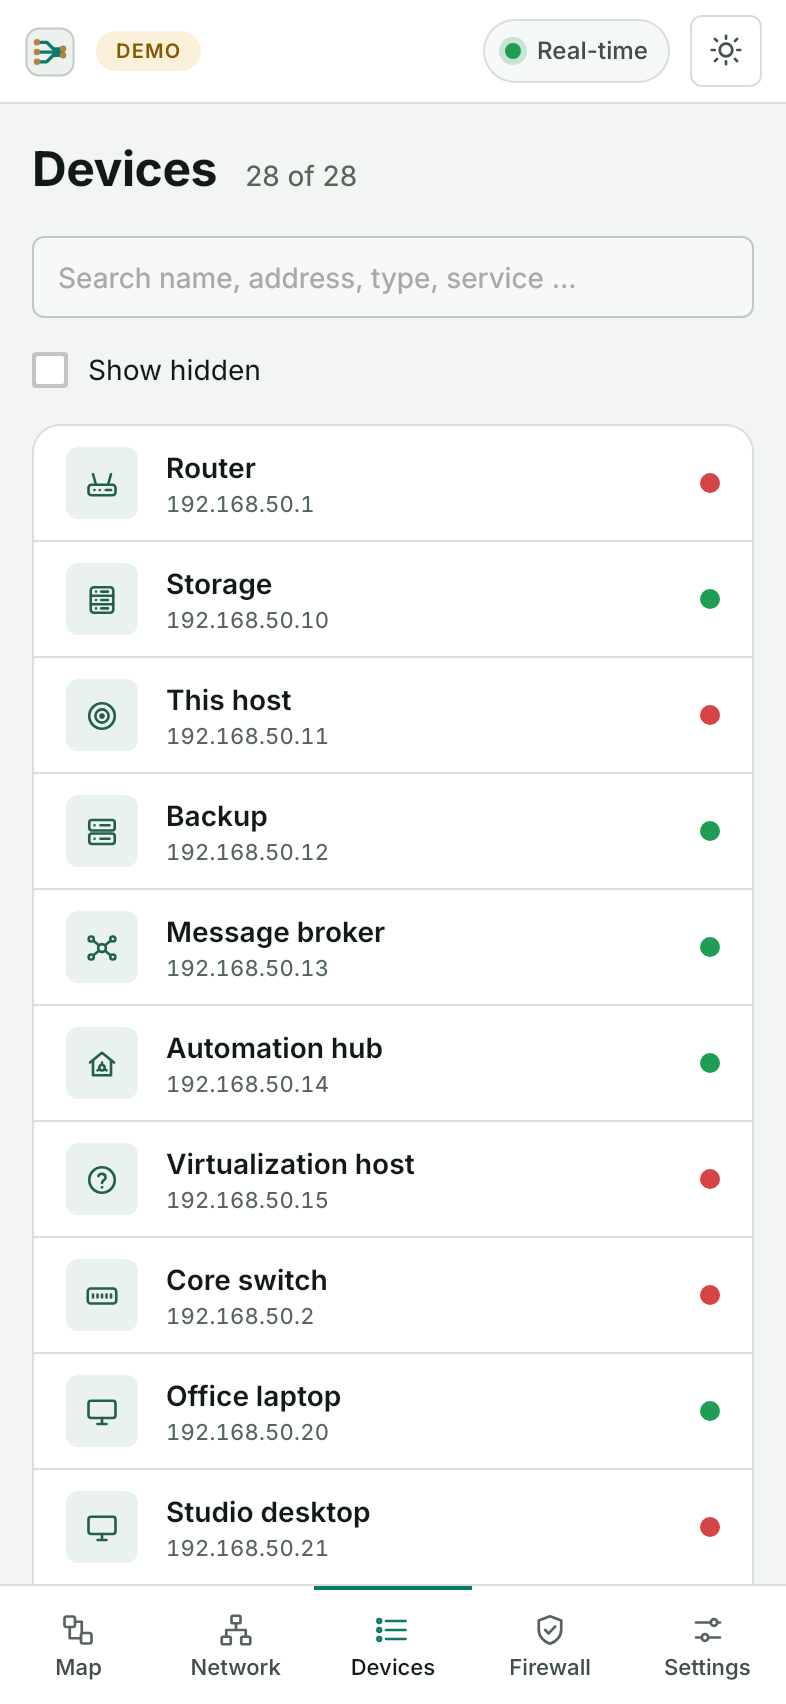 DEMO
Real-time
Devices 28 of 28
Search name, address, type, service ...
Show hidden
Router
192.168.50.1
Storage
192.168.50.10
This host
192.168.50.11
Backup
192.168.50.12
Message broker
192.168.50.13
Automation hub
192.168.50.14
Virtualization host
192.168.50.15
Core switch
192.168.50.2
Office laptop
192.168.50.20
Studio desktop
192.168.50.21
Map
Network
Devices
Firewall
Settings